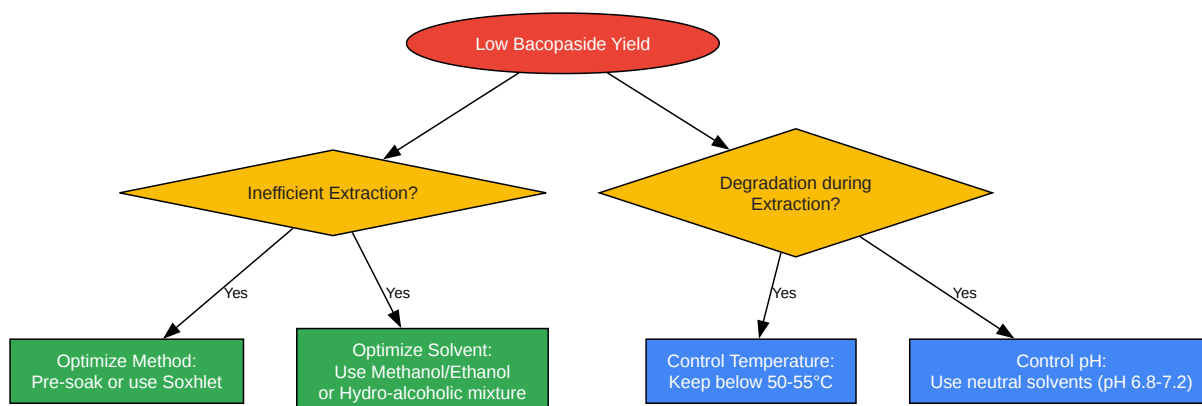 Low Bacopaside Yield
Inefficient Extraction?
Degradation during
Extraction?
Yes
Yes
Yes
Yes
Optimize Method:
Pre-soak or use Soxhlet
Optimize Solvent:
Use Methanol/Ethanol
or Hydro-alcoholic mixture
Control Temperature:
Keep below 50-55°C
Control pH:
Use neutral solvents (pH 6.8-7.2)